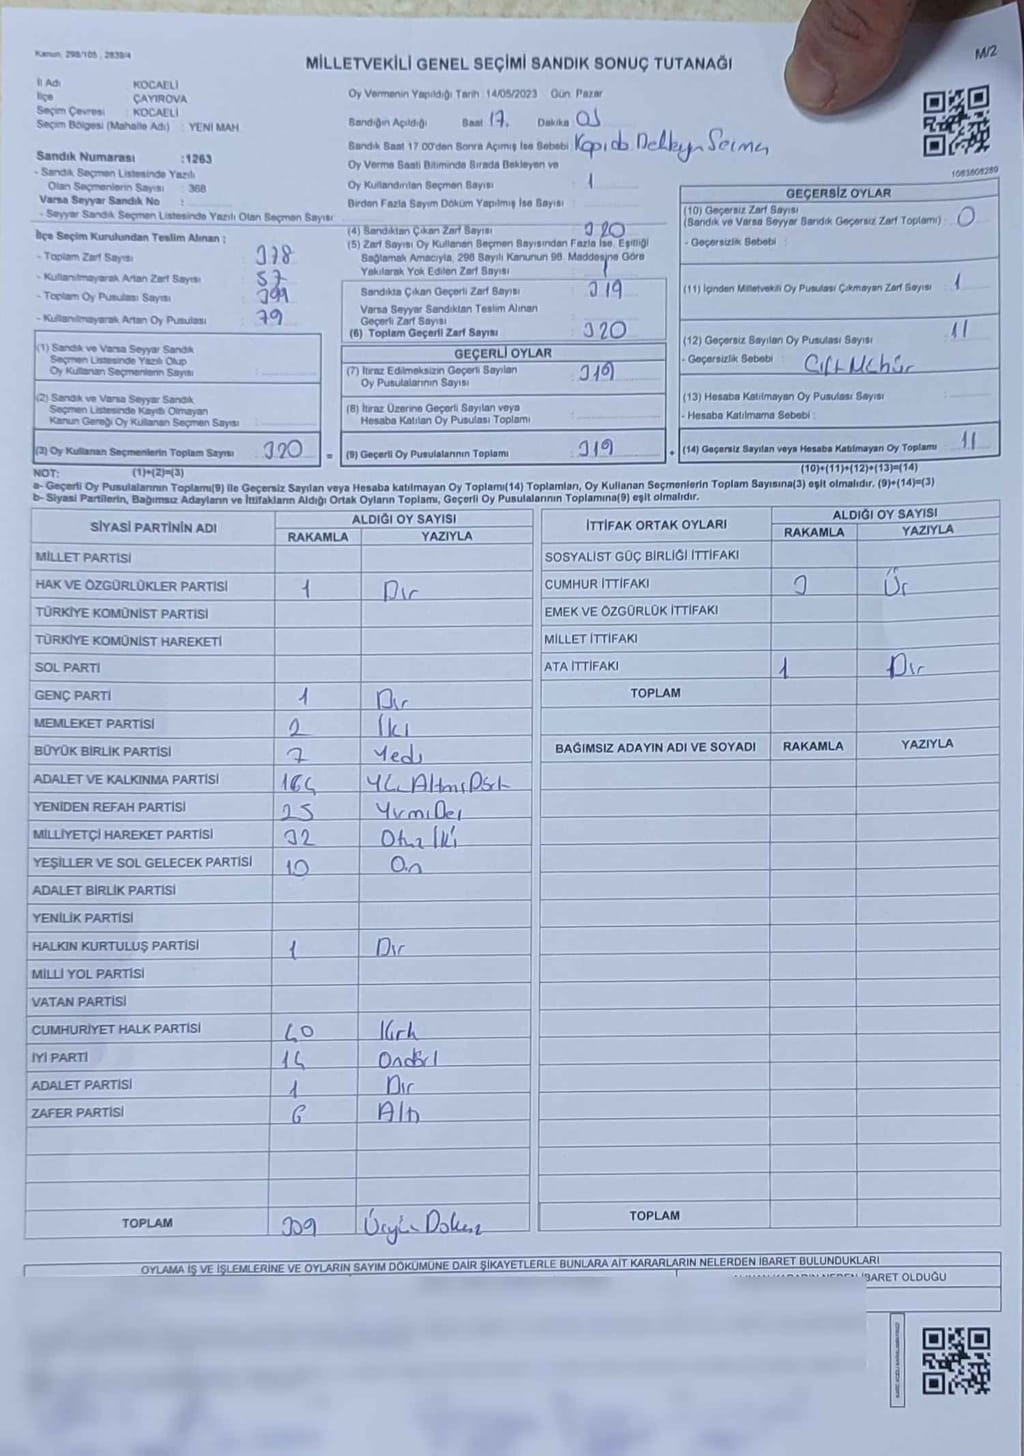 Kanun: 298/105 , 2839/4
M/2
MİLLETVEKİLİ GENEL SEÇİMİ SANDIK SONUÇ TUTANAĞI
İl Adı : KOCAELİ
İlçe : ÇAYIROVA
Seçim Çevresi : KOCAELİ
Seçim Bölgesi (Mahalle Adı) : YENİ MAH
Sandık Numarası :1263
- Sandık Seçmen Listesinde Yazılı
Olan Seçmenlerin Sayısı : 368
Varsa Seyyar Sandık No :
- Seyyar Sandık Seçmen Listesinde Yazılı Olan Seçmen Sayısı :
İlçe Seçim Kurulundan Teslim Alınan :
- Toplam Zarf Sayısı : 378
- Kullanılmayarak Artan Zarf Sayısı : 57
- Toplam Oy Pusulası Sayısı : 399
- Kullanılmayarak Artan Oy Pusulası : 79
(1) Sandık ve Varsa Seyyar Sandık
Seçmen Listesinde Yazılı Olup
Oy Kullanan Seçmenlerin Sayısı :
(2) Sandık ve Varsa Seyyar Sandık
Seçmen Listesinde Kayıtlı Olmayan
Kanun Gereği Oy Kullanan Seçmen Sayısı :
(3) Oy Kullanan Seçmenlerin Toplam Sayısı : 320 =
Oy Vermenin Yapıldığı Tarih :14/05/2023 Gün: Pazar
Sandığın Açıldığı Saat 17. Dakika 05
Sandık Saat 17.00'den Sonra Açımış İse Sebebi : Kapıda Bekleyn Seçmen
Oy Verme Saati Bitiminde Sırada Bekleyen ve
Oy Kullandırılan Seçmen Sayısı : 1
Birden Fazla Sayım Döküm Yapılmış İse Sayısı :
(4) Sandıktan Çıkan Zarf Sayısı : 320
(5) Zarf Sayısı Oy Kullanan Seçmen Sayısından Fazla İse, Eşitliği
Sağlamak Amacıyla, 298 Sayılı Kanunun 98. Maddesine Göre
Yakılarak Yok Edilen Zarf Sayısı : 1
Sandıkta Çıkan Geçerli Zarf Sayısı : 319
Varsa Seyyar Sandıktan Teslim Alınan
Geçerli Zarf Sayısı :
(6) Toplam Geçerli Zarf Sayısı : 320
GEÇERLİ OYLAR
(7) İtiraz Edilmeksizin Geçerli Sayılan
Oy Pusulalarının Sayısı : 319
(8) İtiraz Üzerine Geçerli Sayılan veya
Hesaba Katılan Oy Pusulası Toplamı :
(9) Geçerli Oy Pusulalarının Toplamı : 319 +
1083808289
GEÇERSİZ OYLAR
(10) Geçersiz Zarf Sayısı
(Sandık ve Varsa Seyyar Sandık Geçersiz Zarf Toplamı) : 0
- Geçersizlik Sebebi :
(11) İçinden Milletvekili Oy Pusulası Çıkmayan Zarf Sayısı : 1
(12) Geçersiz Sayılan Oy Pusulası Sayısı : 11
- Geçersizlik Sebebi : Çift Mühür
(13) Hesaba Katılmayan Oy Pusulası Sayısı :
- Hesaba Katılmama Sebebi :
(14) Geçersiz Sayılan veya Hesaba Katılmayan Oy Toplamı : 11
NOT: (1)+(2)=(3) (10)+(11)+(12)+(13)=(14)
a- Geçerli Oy Pusulalarının Toplamı(9) ile Geçersiz Sayılan veya Hesaba katılmayan Oy Toplamı(14) Toplamları, Oy Kullanan Seçmenlerin Toplam Sayısına(3) eşit olmalıdır. (9)+(14)=(3)
b- Siyasi Partilerin, Bağımsız Adayların ve İttifakların Aldığı Ortak Oyların Toplamı, Geçerli Oy Pusulalarının Toplamına(9) eşit olmalıdır.
SİYASİ PARTİNİN ADI ALDIĞI OY SAYISI
RAKAMLA YAZIYLA
MİLLET PARTİSİ
HAK VE ÖZGÜRLÜKLER PARTİSİ 1 Bir
TÜRKİYE KOMÜNİST PARTİSİ
TÜRKİYE KOMÜNİST HAREKETİ
SOL PARTİ
GENÇ PARTİ 1 Bir
MEMLEKET PARTİSİ 2 İki
BÜYÜK BİRLİK PARTİSİ 7 Yedi
ADALET VE KALKINMA PARTİSİ 164 Yüz Altmış Dört
YENİDEN REFAH PARTİSİ 25 Yirmi Beş
MİLLİYETÇİ HAREKET PARTİSİ 32 Otuz İki
YEŞİLLER VE SOL GELECEK PARTİSİ 10 On
ADALET BİRLİK PARTİSİ
YENİLİK PARTİSİ
HALKIN KURTULUŞ PARTİSİ 1 Bir
MİLLİ YOL PARTİSİ
VATAN PARTİSİ
CUMHURİYET HALK PARTİSİ 40 Kırk
İYİ PARTİ 14 Ondört
ADALET PARTİSİ 1 Bir
ZAFER PARTİSİ 6 Altı
TOPLAM 309 Üçyüz Dokuz
İTTİFAK ORTAK OYLARI ALDIĞI OY SAYISI
RAKAMLA YAZIYLA
SOSYALİST GÜÇ BİRLİĞİ İTTİFAKI
CUMHUR İTTİFAKI 3 Üç
EMEK VE ÖZGÜRLÜK İTTİFAKI
MİLLET İTTİFAKI
ATA İTTİFAKI 1 Bir
TOPLAM
BAĞIMSIZ ADAYIN ADI VE SOYADI RAKAMLA YAZIYLA
TOPLAM
OYLAMA İŞ VE İŞLEMLERİNE VE OYLARIN SAYIM DÖKÜMÜNE DAİR ŞİKAYETLERLE BUNLARA AİT KARARLARIN NELERDEN İBARET BULUNDUKLARI
İBARET OLDUĞU